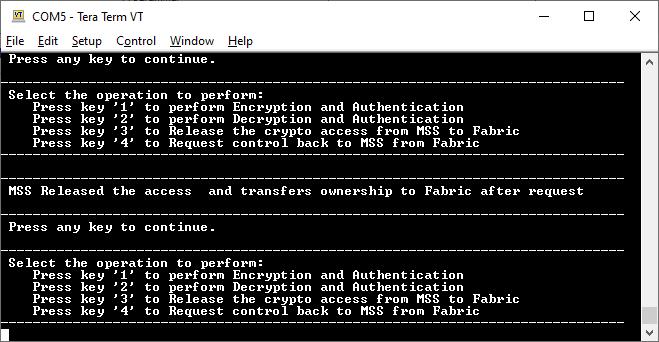 COM5 - Tera Term VT
File Edit Setup Control Window Help
Press any key to continue.
Select the operation to perform:
Press key '1' to perform Encryption and Authentication
Press key '2' to perform Decryption and Authentication
Press key '3' to Release the crypto access from MSS to Fabric
Press key '4' to Request control back to MSS from Fabric
MSS Released the access  and transfers ownership to Fabric after request
Press any key to continue.
Select the operation to perform:
Press key '1' to perform Encryption and Authentication
Press key '2' to perform Decryption and Authentication
Press key '3' to Release the crypto access from MSS to Fabric
Press key '4' to Request control back to MSS from Fabric